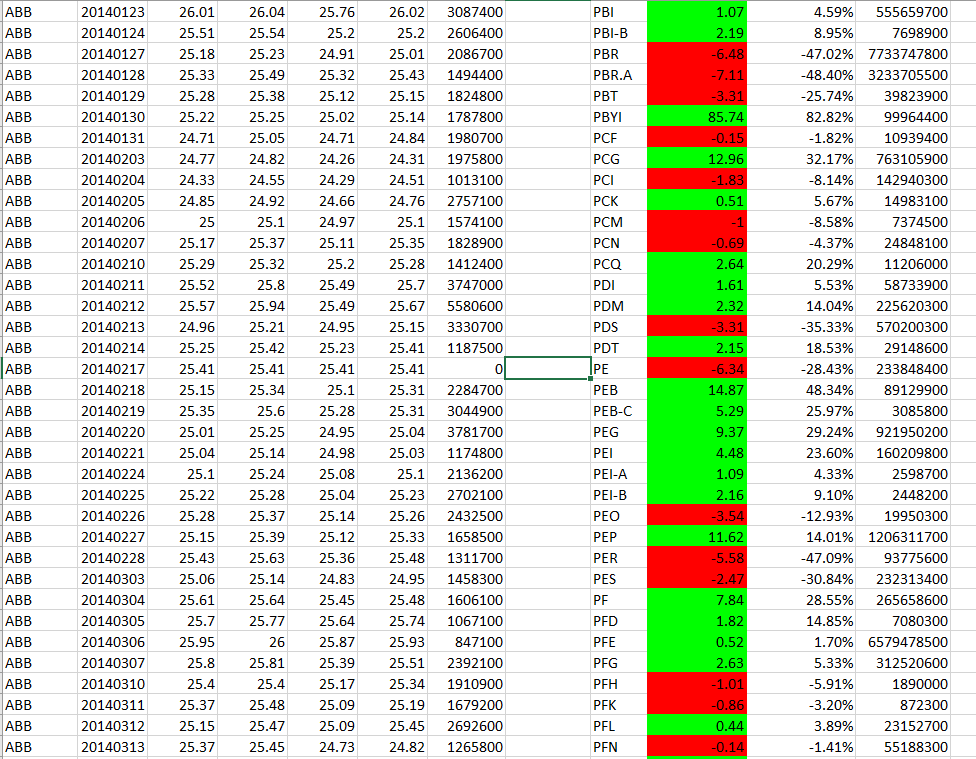 ABB 20140123 26.01 26.04 25.76 26.02 3087400 PBI 1.07 4.59% 555659700
ABB 20140124 25.51 25.54 25.2 25.2 2606400 PBI-B 2.19 8.95% 7698900
ABB 20140127 25.18 25.23 24.91 25.01 2086700 PBR -6.48 -47.02% 7733747800
ABB 20140128 25.33 25.49 25.32 25.43 1494400 PBR.A -7.11 -48.40% 3233705500
ABB 20140129 25.28 25.38 25.12 25.15 1824800 PBT -3.31 -25.74% 39823900
ABB 20140130 25.22 25.25 25.02 25.14 1787800 PBYI 85.74 82.82% 99964400
ABB 20140131 24.71 25.05 24.71 24.84 1980700 PCF -0.15 -1.82% 10939400
ABB 20140203 24.77 24.82 24.26 24.31 1975800 PCG 12.96 32.17% 763105900
ABB 20140204 24.33 24.55 24.29 24.51 1013100 PCI -1.83 -8.14% 142940300
ABB 20140205 24.85 24.92 24.66 24.76 2757100 PCK 0.51 5.67% 14983100
ABB 20140206 25 25.1 24.97 25.1 1574100 PCM -1 -8.58% 7374500
ABB 20140207 25.17 25.37 25.11 25.35 1828900 PCN -0.69 -4.37% 24848100
ABB 20140210 25.29 25.32 25.2 25.28 1412400 PCQ 2.64 20.29% 11206000
ABB 20140211 25.52 25.8 25.49 25.7 3747000 PDI 1.61 5.53% 58733900
ABB 20140212 25.57 25.94 25.49 25.67 5580600 PDM 2.32 14.04% 225620300
ABB 20140213 24.96 25.21 24.95 25.15 3330700 PDS -3.31 -35.33% 570200300
ABB 20140214 25.25 25.42 25.23 25.41 1187500 PDT 2.15 18.53% 29148600
ABB 20140217 25.41 25.41 25.41 25.41 0 PE -6.34 -28.43% 233848400
ABB 20140218 25.15 25.34 25.1 25.31 2284700 PEB 14.87 48.34% 89129900
ABB 20140219 25.35 25.6 25.28 25.31 3044900 PEB-C 5.29 25.97% 3085800
ABB 20140220 25.01 25.25 24.95 25.04 3781700 PEG 9.37 29.24% 921950200
ABB 20140221 25.04 25.14 24.98 25.03 1174800 PEI 4.48 23.60% 160209800
ABB 20140224 25.1 25.24 25.08 25.1 2136200 PEI-A 1.09 4.33% 2598700
ABB 20140225 25.22 25.28 25.04 25.23 2702100 PEI-B 2.16 9.10% 2448200
ABB 20140226 25.28 25.37 25.14 25.26 2432500 PEO -3.54 -12.93% 19950300
ABB 20140227 25.15 25.39 25.12 25.33 1658500 PEP 11.62 14.01% 1206311700
ABB 20140228 25.43 25.63 25.36 25.48 1311700 PER -5.58 -47.09% 93775600
ABB 20140303 25.06 25.14 24.83 24.95 1458300 PES -2.47 -30.84% 232313400
ABB 20140304 25.61 25.64 25.45 25.48 1606100 PF 7.84 28.55% 265658600
ABB 20140305 25.7 25.77 25.64 25.74 1067100 PFD 1.82 14.85% 7080300
ABB 20140306 25.95 26 25.87 25.93 847100 PFE 0.52 1.70% 6579478500
ABB 20140307 25.8 25.81 25.39 25.51 2392100 PFG 2.63 5.33% 312520600
ABB 20140310 25.4 25.4 25.17 25.34 1910900 PFH -1.01 -5.91% 1890000
ABB 20140311 25.37 25.48 25.09 25.19 1679200 PFK -0.86 -3.20% 872300
ABB 20140312 25.15 25.47 25.09 25.45 2692600 PFL 0.44 3.89% 23152700
ABB 20140313 25.37 25.45 24.73 24.82 1265800 PFN -0.14 -1.41% 55188300